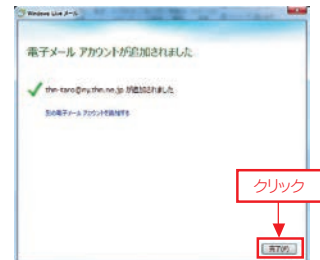 Windows Live メール
電子メール アカウントが追加されました
thn-taro@ny.thn.ne.jp が追加されました
別の電子メール アカウントを追加する
クリック
完了(F)